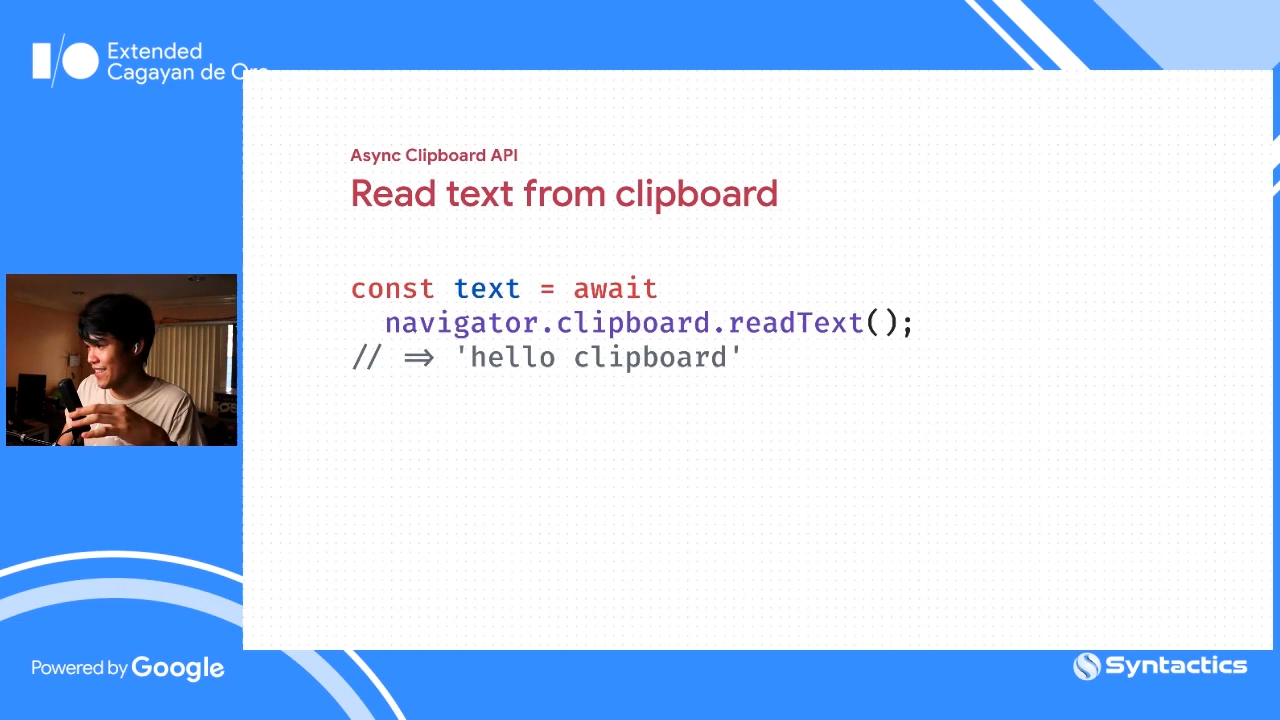 I/O Extended
Cagayan de Oro
Async Clipboard API
Read text from clipboard
const text = await
navigator.clipboard.readText();
// => 'hello clipboard'
Powered by Google
Syntactics